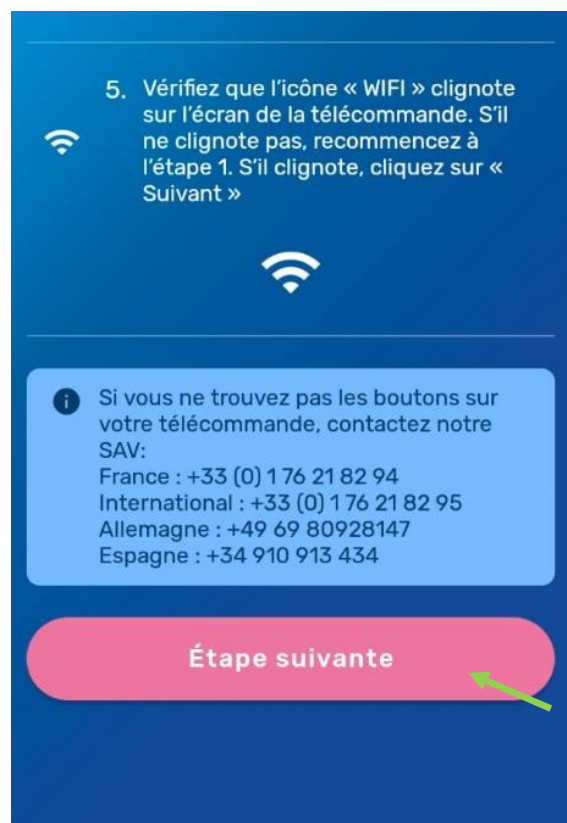 5. Vérifiez que l’icône « WIFI » clignote
sur l’écran de la télécommande. S’il
ne clignote pas, recommencez à
l’étape 1. S’il clignote, cliquez sur «
Suivant »
Si vous ne trouvez pas les boutons sur
votre télécommande, contactez notre
SAV:
France : +33 (0) 1 76 21 82 94
International : +33 (0) 1 76 21 82 95
Allemagne : +49 69 80928147
Espagne : +34 910 913 434
Étape suivante